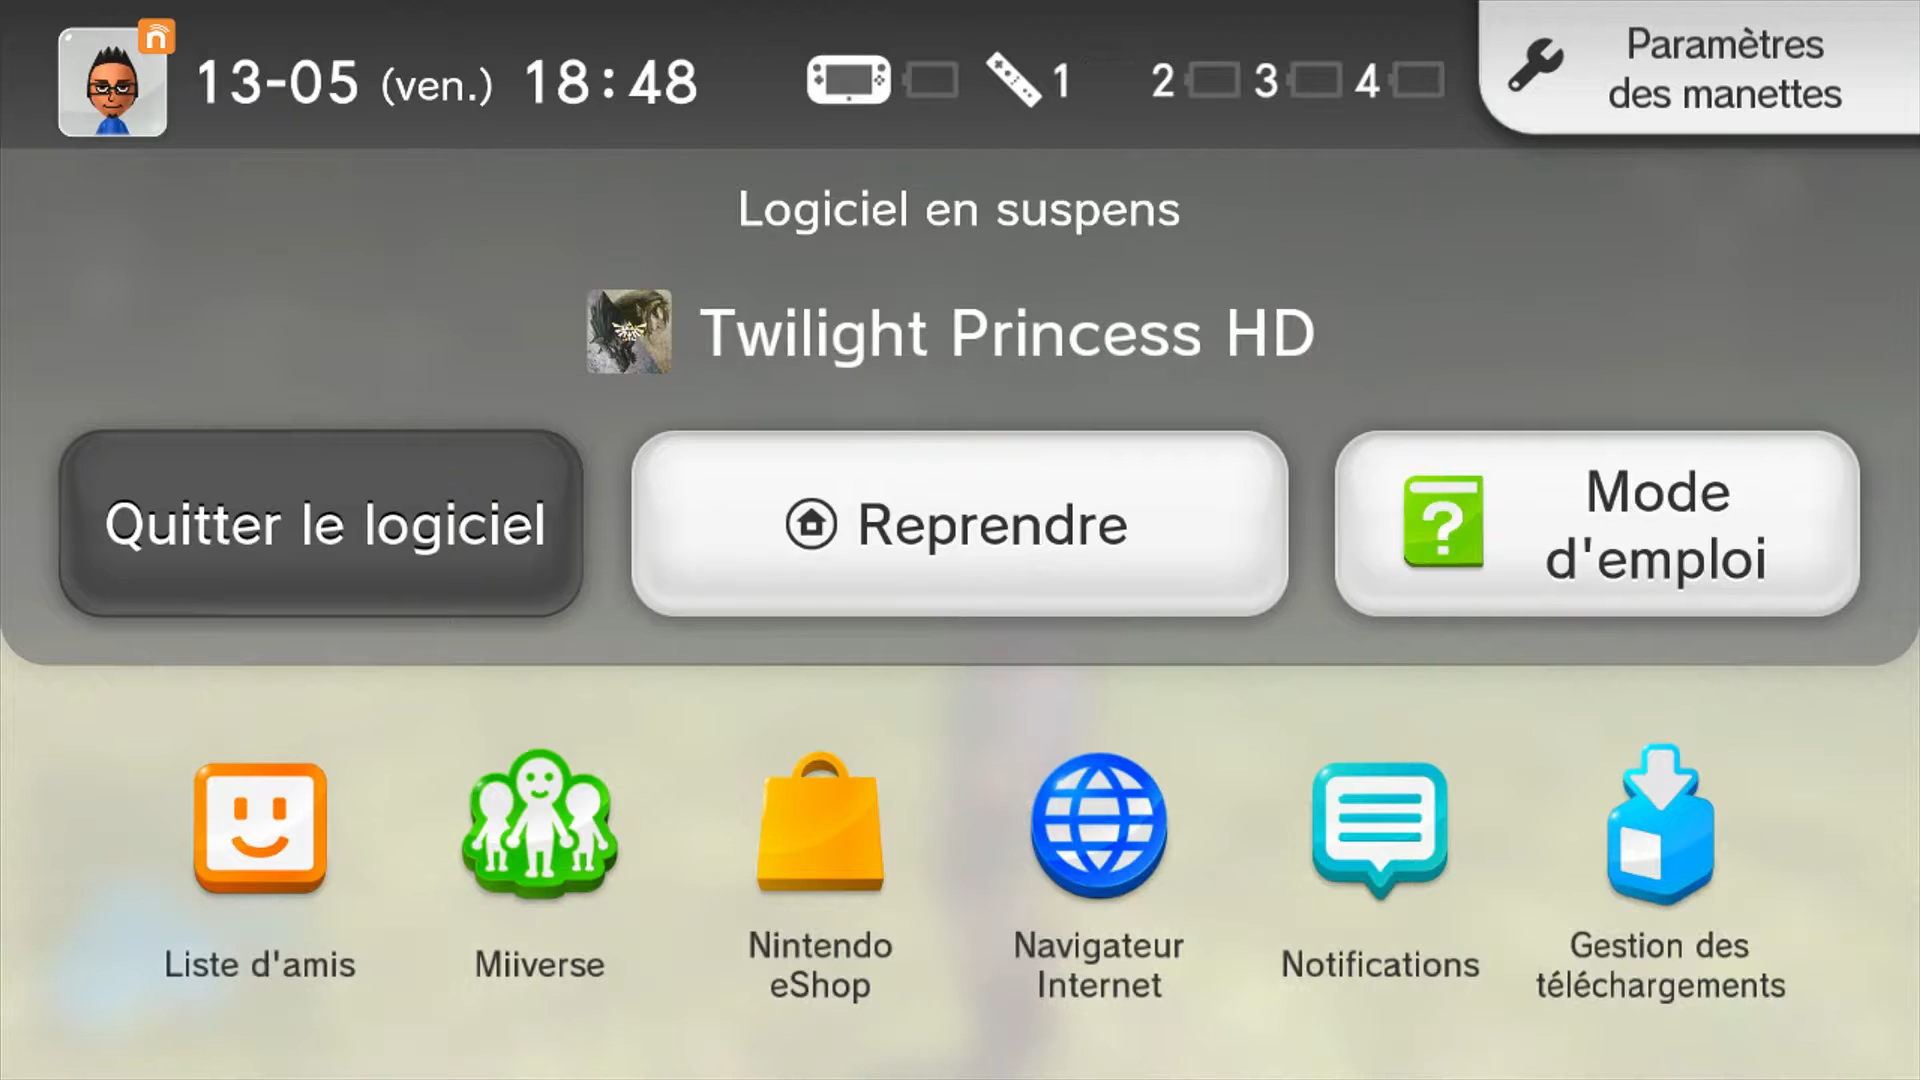 13-05 (ven.) 18:48 1 2 3 4
Paramètres
des manettes
Logiciel en suspens
Twilight Princess HD
Quitter le logiciel
Reprendre
Mode
d'emploi
Liste d'amis
Miiverse
Nintendo
eShop
Navigateur
Internet
Notifications
Gestion des
téléchargements